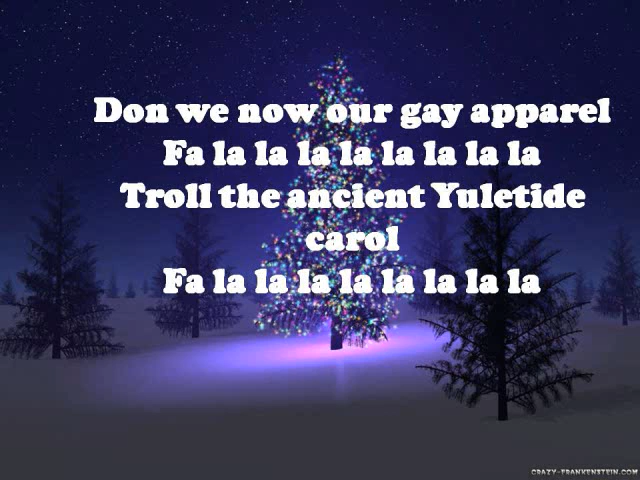 Don we now our gay apparel
Fa la la la la la la la la
Troll the ancient Yuletide
carol
Fa la la la la la la la la
CRAZY-FRANKENSTEIN.COM